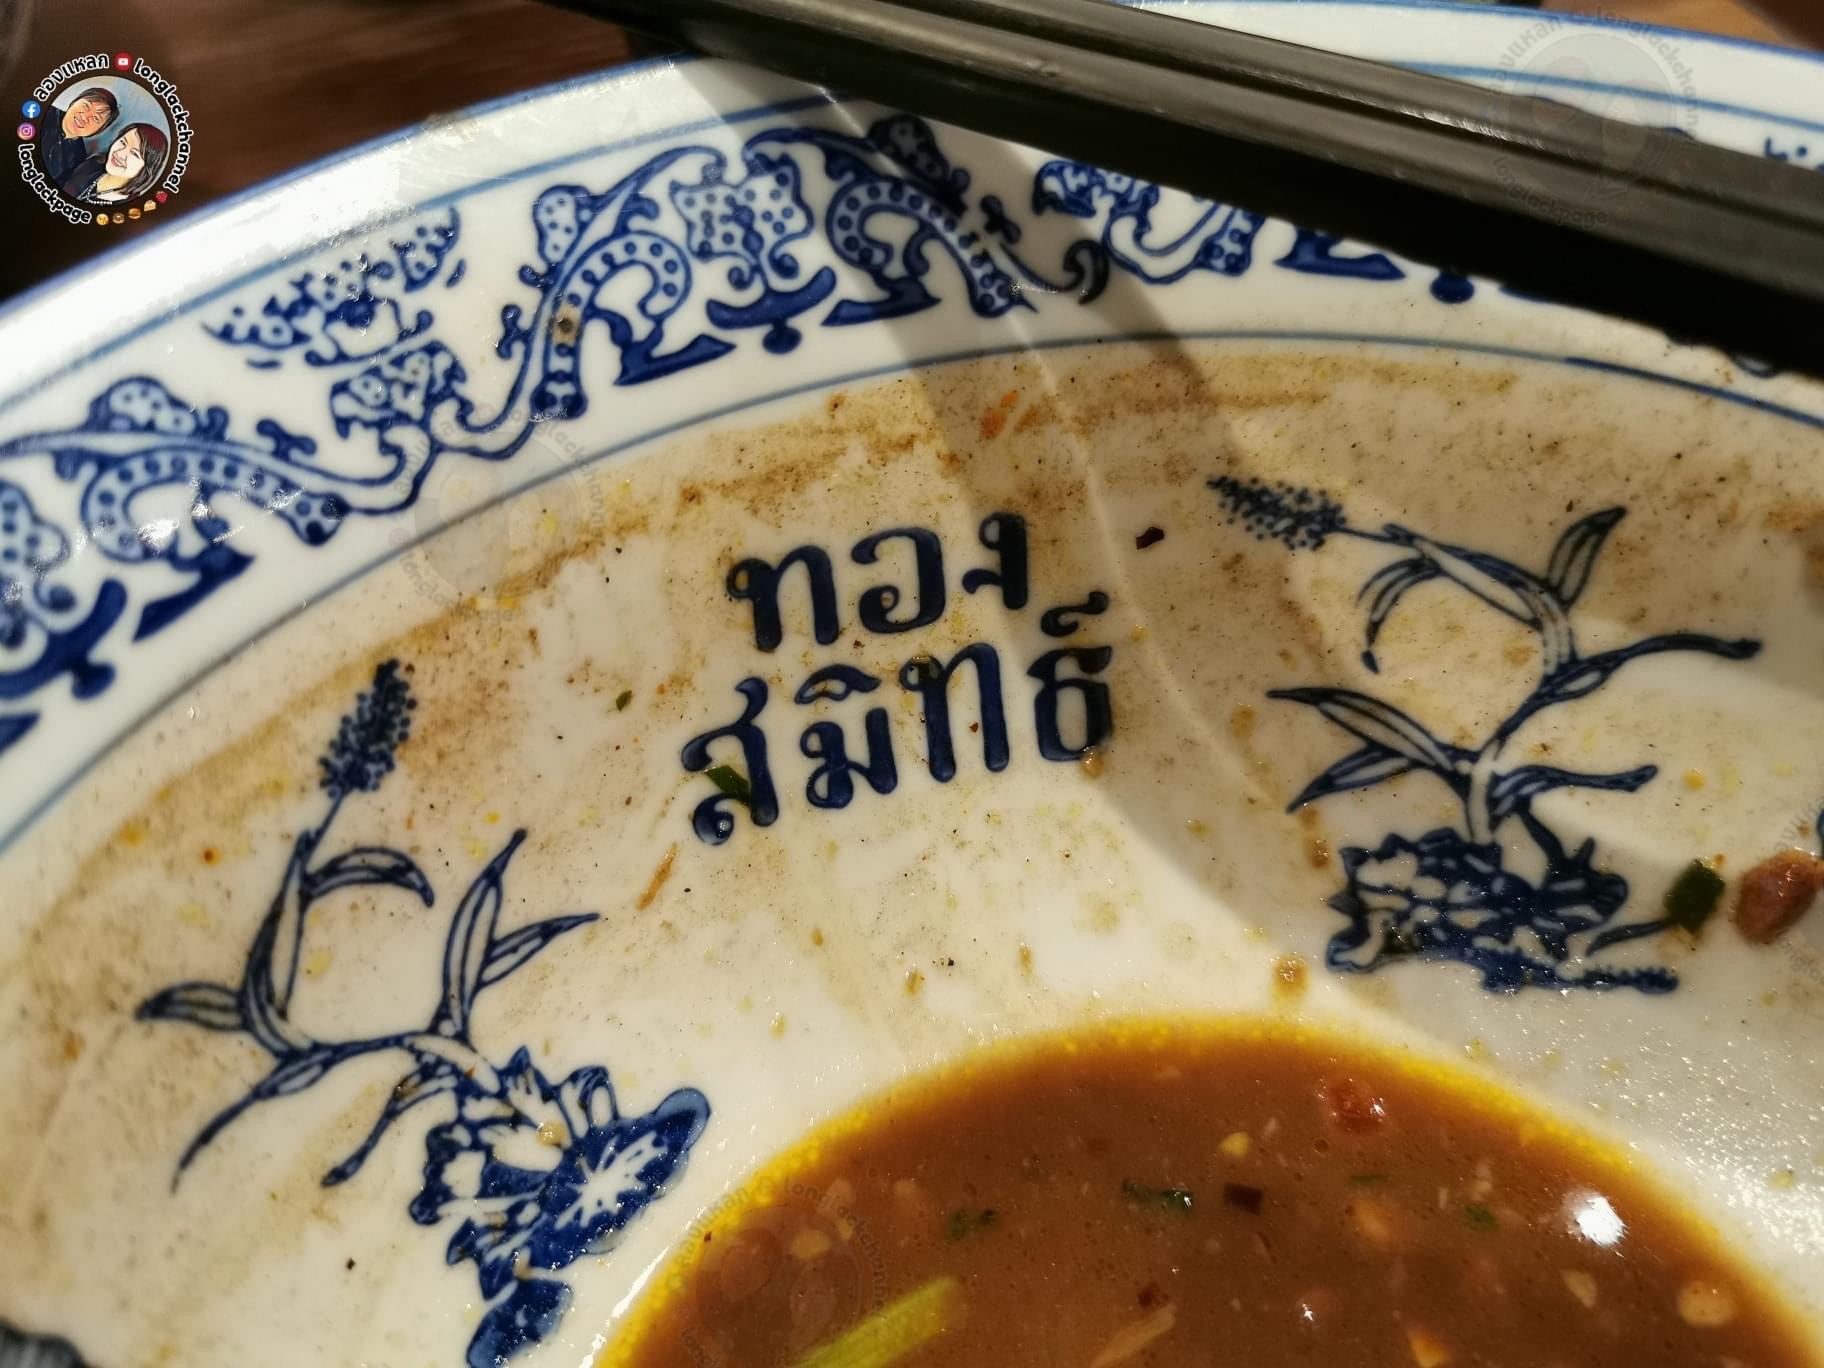 ลองแหลก longlackchannel
longlackpage
ทอง
สมิทธ์